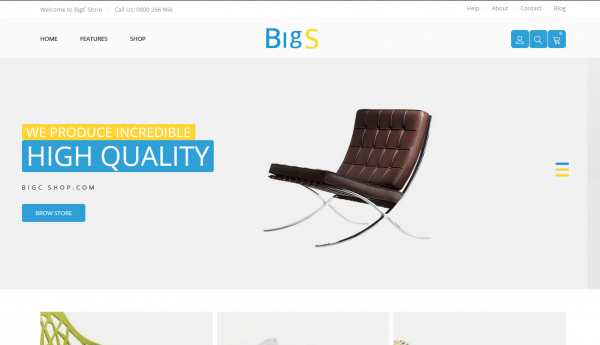 Welcome to BigC Store
Call Us: 0800 266 966
Help
About
Contact
Blog
HOME
FEATURES
SHOP
BIgS
0
WE PRODUCE INCREDIBLE
HIGH QUALITY
BIGC SHOP.COM
BROW STORE